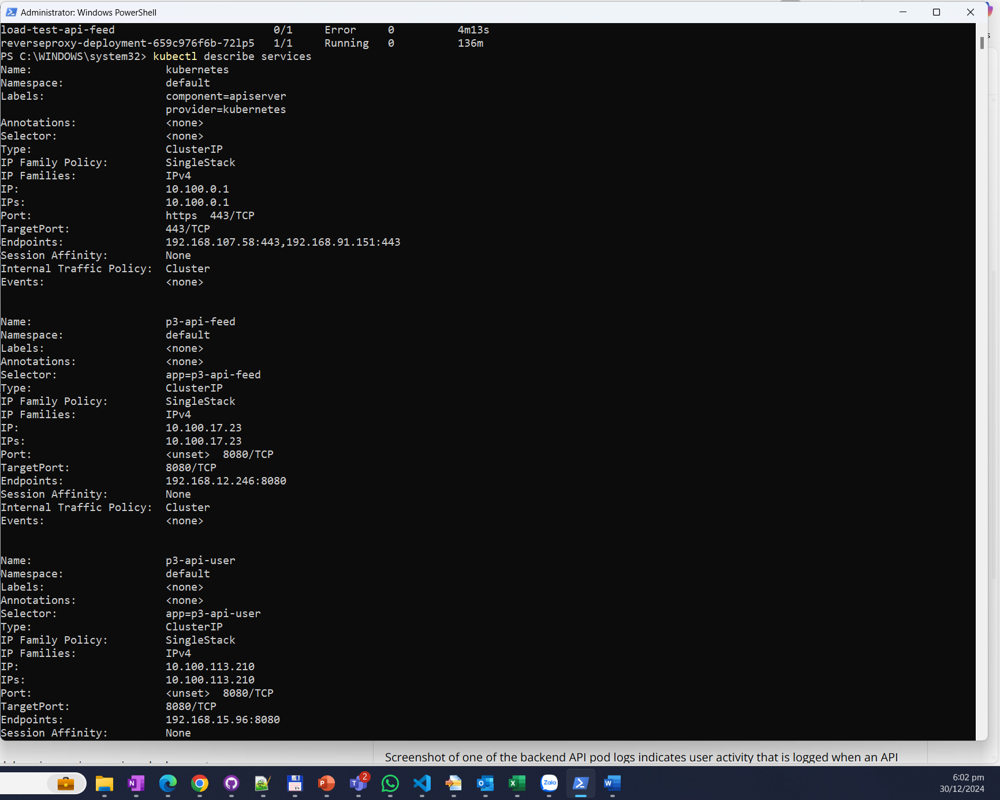 Administrator: Windows PowerShell
load-test-api-feed 0/1 Error 0 4m13s
reverseproxy-deployment-659c976f6b-72lp5 1/1 Running 0 136m
PS C:\WINDOWS\system32> kubectl describe services
Name: kubernetes
Namespace: default
Labels: component=apiserver
provider=kubernetes
Annotations: <none>
Selector: <none>
Type: ClusterIP
IP Family Policy: SingleStack
IP Families: IPv4
IP: 10.100.0.1
IPs: 10.100.0.1
Port: https 443/TCP
TargetPort: 443/TCP
Endpoints: 192.168.107.58:443,192.168.91.151:443
Session Affinity: None
Internal Traffic Policy: Cluster
Events: <none>
Name: p3-api-feed
Namespace: default
Labels: <none>
Annotations: <none>
Selector: app=p3-api-feed
Type: ClusterIP
IP Family Policy: SingleStack
IP Families: IPv4
IP: 10.100.17.23
IPs: 10.100.17.23
Port: <unset> 8080/TCP
TargetPort: 8080/TCP
Endpoints: 192.168.12.246:8080
Session Affinity: None
Internal Traffic Policy: Cluster
Events: <none>
Name: p3-api-user
Namespace: default
Labels: <none>
Annotations: <none>
Selector: app=p3-api-user
Type: ClusterIP
IP Family Policy: SingleStack
IP Families: IPv4
IP: 10.100.113.210
IPs: 10.100.113.210
Port: <unset> 8080/TCP
TargetPort: 8080/TCP
Endpoints: 192.168.15.96:8080
Session Affinity: None
Screenshot of one of the backend API pod logs indicates user activity that is logged when an API
2
Zalo
6:02 pm
30/12/2024